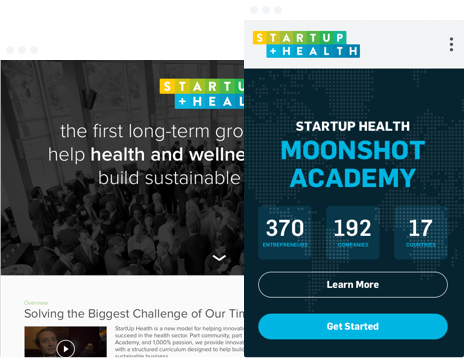 STARTU
+ HEAL
the first long-term gro
help health and wellne
build sustainable
Overview
Solving the Biggest Challenge of Our Tim
StartUp Health is a new model for helping innovati
succeed in the health sector. Part community, part
Academy, and 1,000% passion, we provide innovat
with a structured curriculum designed to help build
sustainable business.
STARTUP
+HEALTH
STARTUP HEALTH
MOONSHOT
ACADEMY
370
ENTREPRENEURS
192
COMPANIES
17
COUNTRIES
Learn More
Get Started